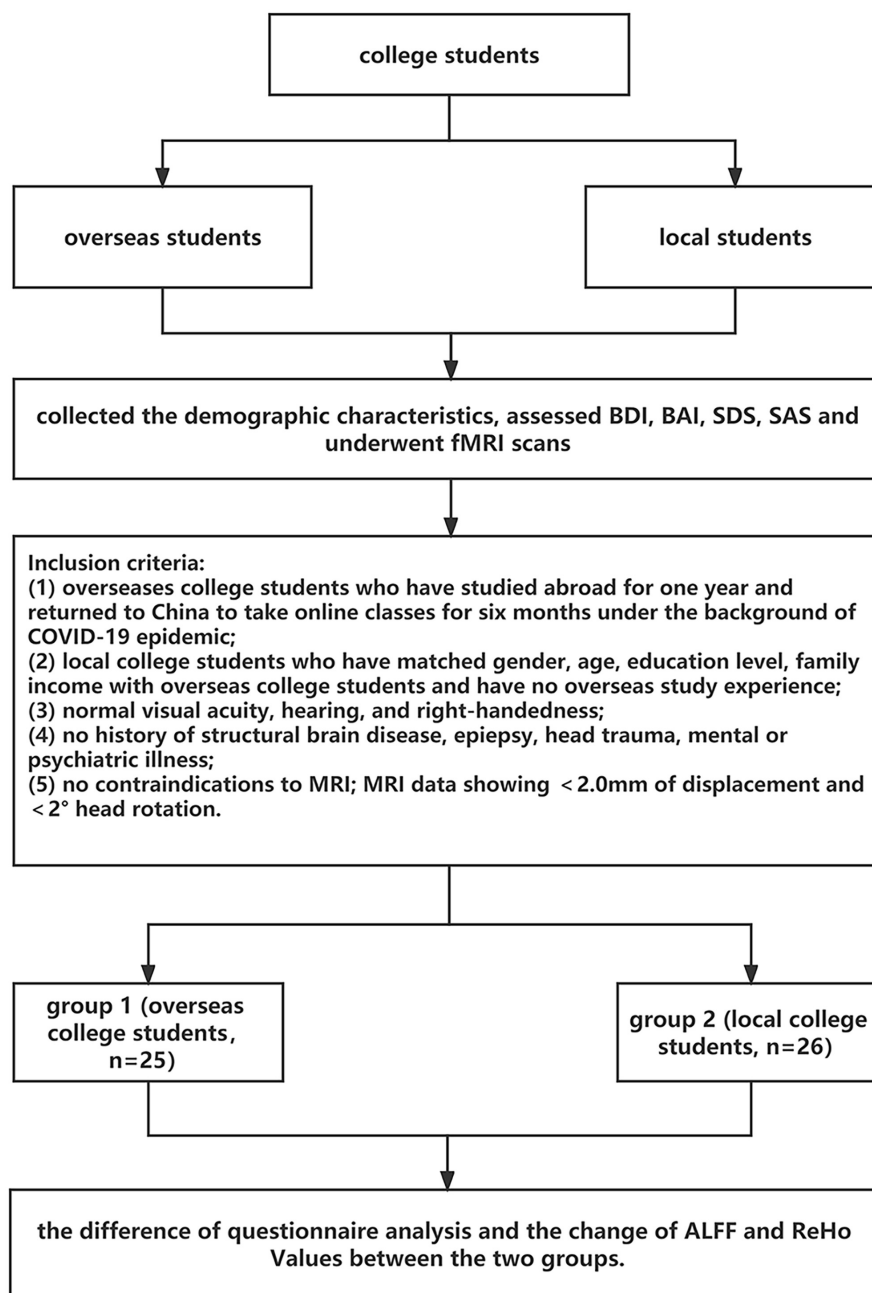 college students
overseas students
local students
collected the demographic characteristics, assessed BDI, BAI, SDS, SAS and
underwent fMRI scans
Inclusion criteria:
(1) overseases college students who have studied abroad for one year and
returned to China to take online classes for six months under the background of
COVID-19 epidemic;
(2) local college students who have matched gender, age, education level, family
income with overseas college students and have no overseas study experience;
(3) normal visual acuity, hearing, and right-handedness;
(4) no history of structural brain disease, epiepsy, head trauma, mental or
psychiatric illness;
(5) no contraindications to MRI; MRI data showing <2.0mm of displacement and
<2° head rotation.
group 1 (overseas
college students,
n=25)
group 2 (local college
students, n=26)
the difference of questionnaire analysis and the change of ALFF and ReHo
Values between the two groups.